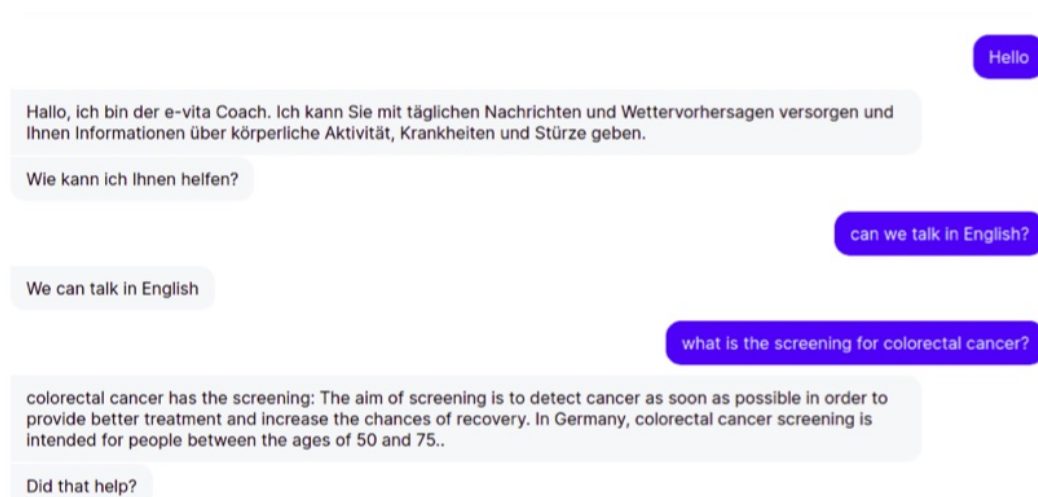 Hello
Hallo, ich bin der e-vita Coach. Ich kann Sie mit täglichen Nachrichten und Wettervorhersagen versorgen und
Ihnen Informationen über körperliche Aktivität, Krankheiten und Stürze geben.
Wie kann ich Ihnen helfen?
can we talk in English?
We can talk in English
what is the screening for colorectal cancer?
colorectal cancer has the screening: The aim of screening is to detect cancer as soon as possible in order to
provide better treatment and increase the chances of recovery. In Germany, colorectal cancer screening is
intended for people between the ages of 50 and 75..
Did that help?